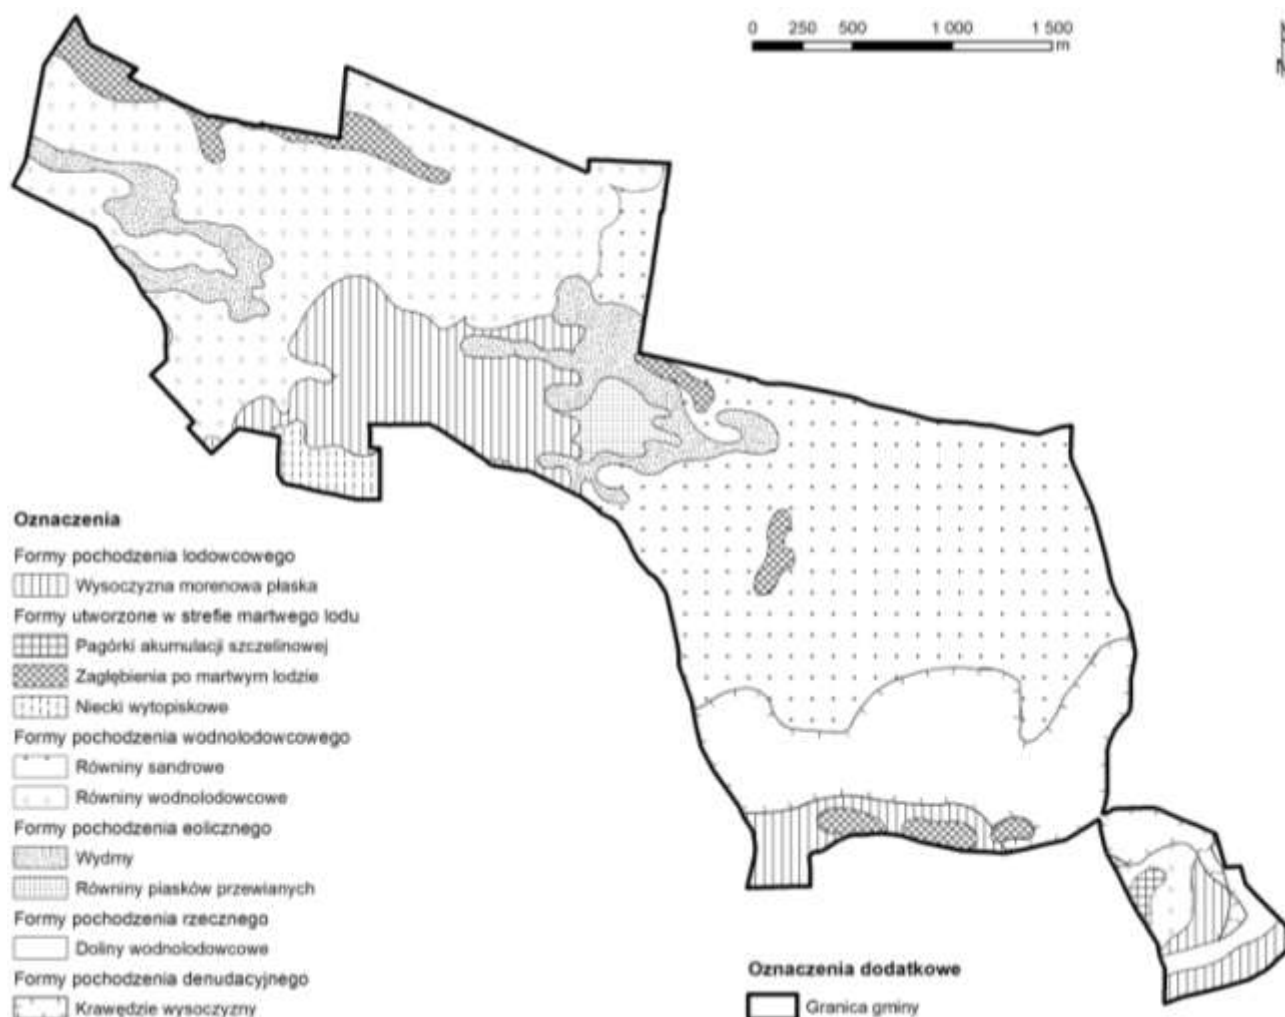 0 250 500 1 000 1 500
m
N
Oznaczenia
Formy pochodzenia lodowcowego
Wysoczyzna morenowa płaska
Formy utworzone w strefie martwego lodu
Pagórki akumulacji szczelinowej
Zagłębienia po martwym lodzie
Niecki wytopiskowe
Formy pochodzenia wodnolodowcowego
Równiny sandrowe
Równiny wodnolodowcowe
Formy pochodzenia eolicznego
Wydmy
Równiny piasków przewianych
Formy pochodzenia rzecznego
Doliny wodnolodowcowe
Formy pochodzenia denudacyjnego
Krawędzie wysoczyzny
Oznaczenia dodatkowe
Granica gminy